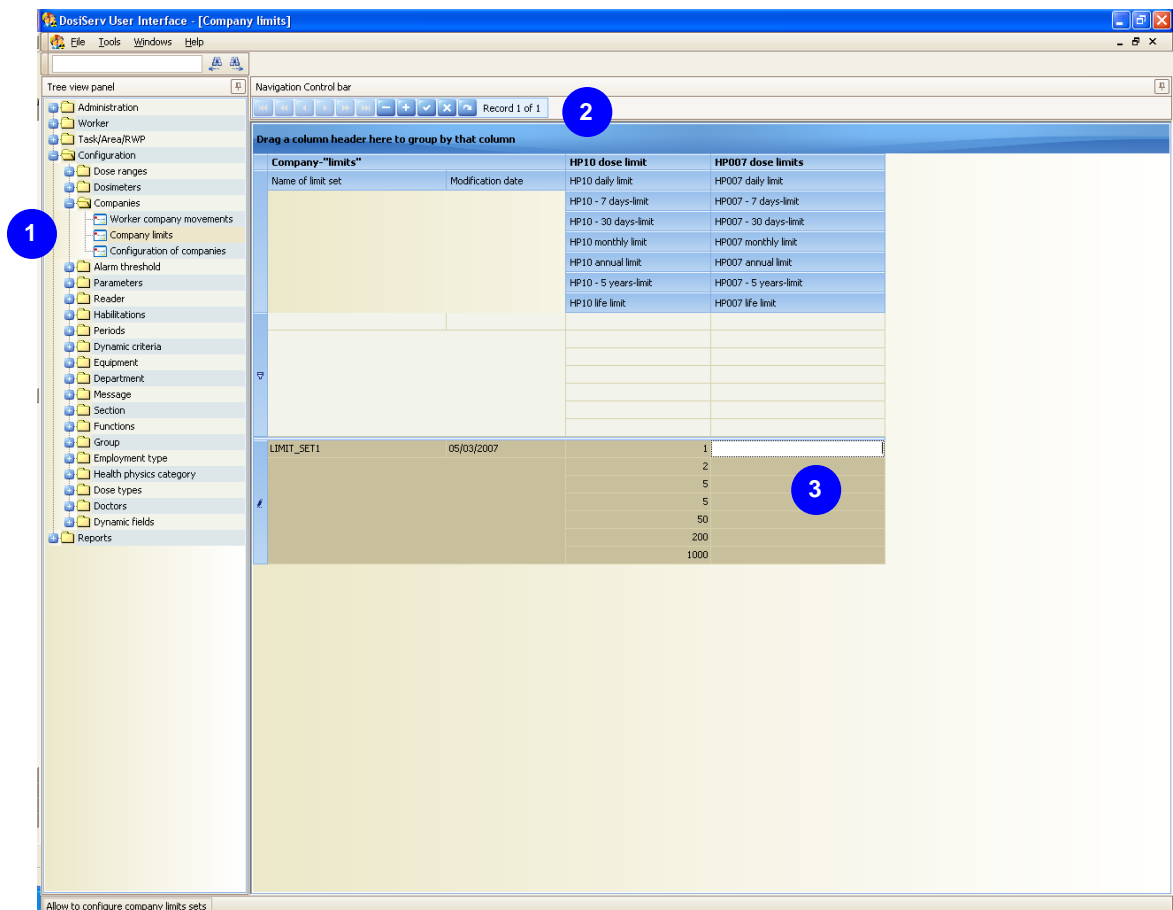 DosiServ User Interface - [Company limits]
File Tools Windows Help
Tree view panel
Navigation Control bar
Administration
Worker
Task/Area/RWP
Configuration
Dose ranges
Dosimeters
Companies
Worker company movements
Company limits
Configuration of companies
Alarm threshold
Parameters
Reader
Habilitations
Periods
Dynamic criteria
Equipment
Department
Message
Section
Functions
Group
Employment type
Health physics category
Dose types
Doctors
Dynamic fields
Reports
1
Record 1 of 1
2
Drag a column header here to group by that column
Company-"limits" HP10 dose limit HP007 dose limits
Name of limit set Modification date HP10 daily limit HP007 daily limit
HP10 - 7 days-limit HP007 - 7 days-limit
HP10 - 30 days-limit HP007 - 30 days-limit
HP10 monthly limit HP007 monthly limit
HP10 annual limit HP007 annual limit
HP10 - 5 years-limit HP007 - 5 years-limit
HP10 life limit HP007 life limit
LIMIT_SET1 05/03/2007 1
2
5
5
50
200
1000
3
Allow to configure company limits sets